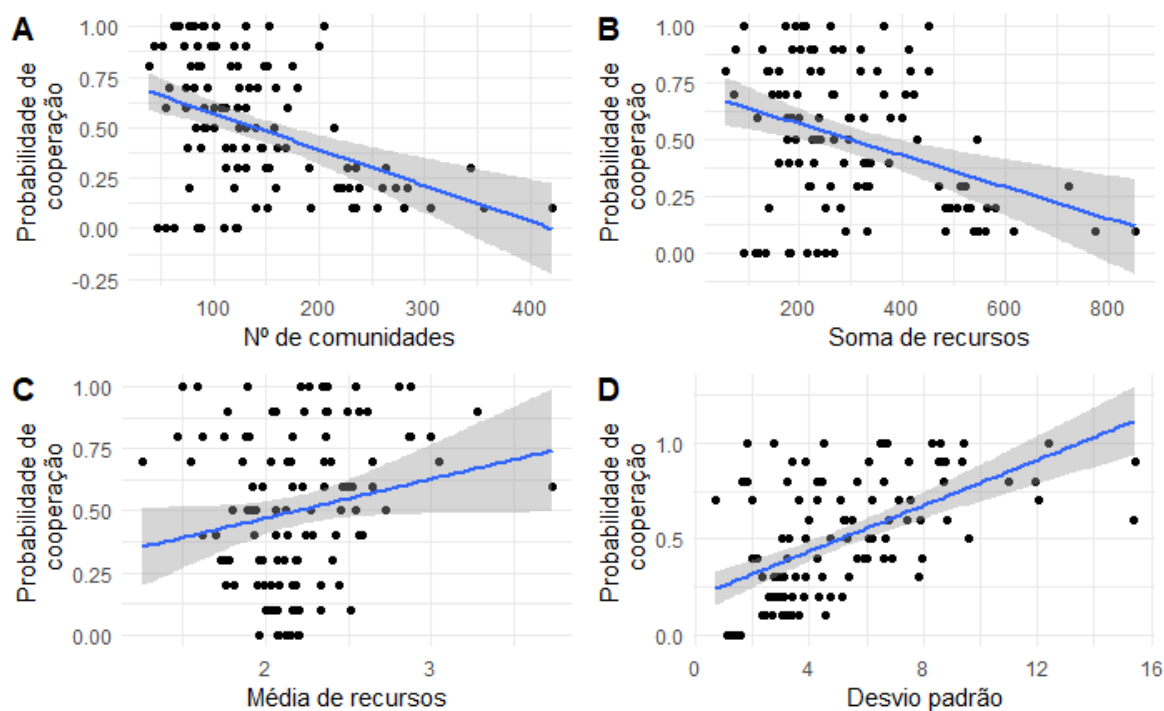 A
Probabilidade de
cooperação
1.00
0.75
0.50
0.25
0.00
-0.25
100
200
300
400
Nº de comunidades
B
Probabilidade de
cooperação
1.00
0.75
0.50
0.25
0.00
200
400
600
800
Soma de recursos
C
Probabilidade de
cooperação
1.00
0.75
0.50
0.25
0.00
2
3
Média de recursos
D
Probabilidade de
cooperação
1.0
0.5
0.0
0
4
8
12
16
Desvio padrão